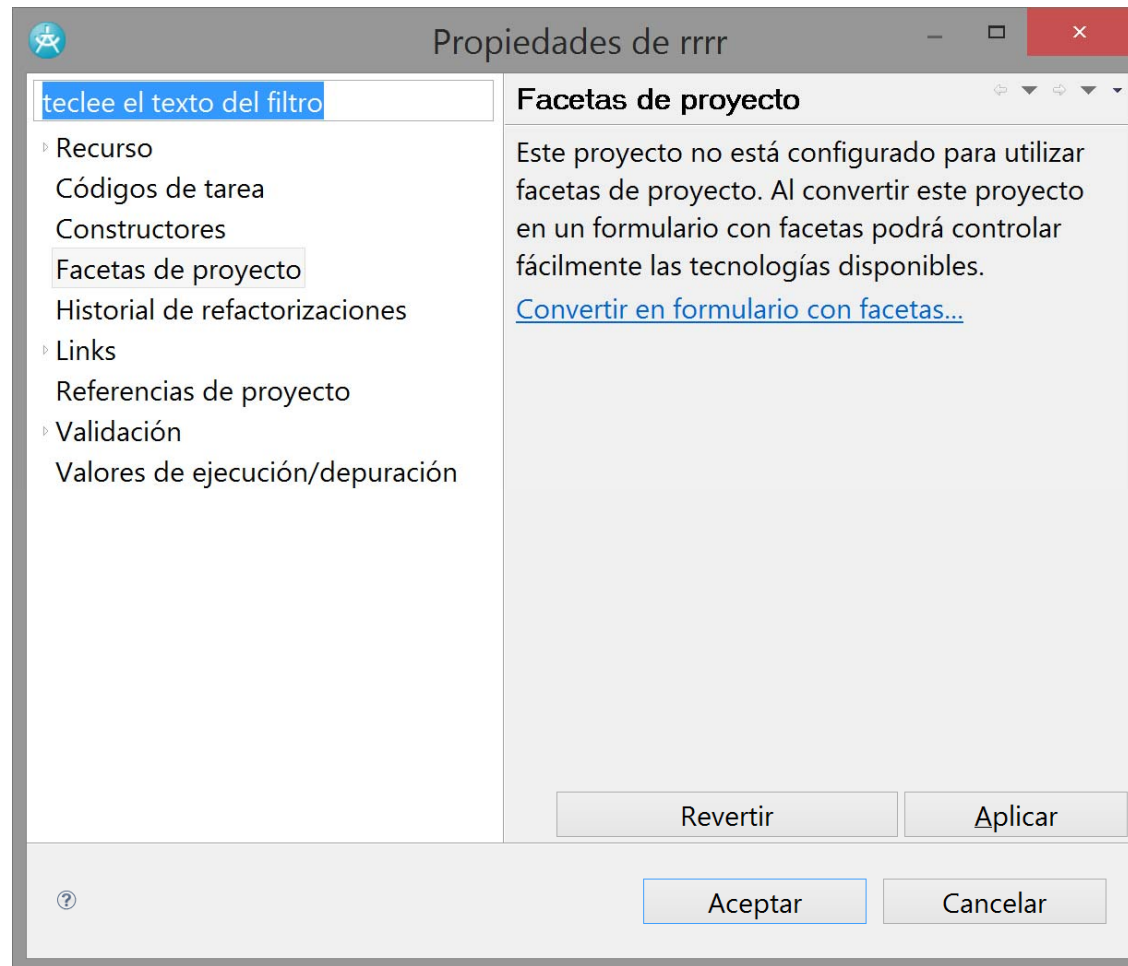 Propiedades de rrrr
teclee el texto del filtro
Recurso
Códigos de tarea
Constructores
Facetas de proyecto
Historial de refactorizaciones
Links
Referencias de proyecto
Validación
Valores de ejecución/depuración
Facetas de proyecto
Este proyecto no está configurado para utilizar
facetas de proyecto. Al convertir este proyecto
en un formulario con facetas podrá controlar
fácilmente las tecnologías disponibles.
Convertir en formulario con facetas...
Revertir
Aplicar
Aceptar
Cancelar